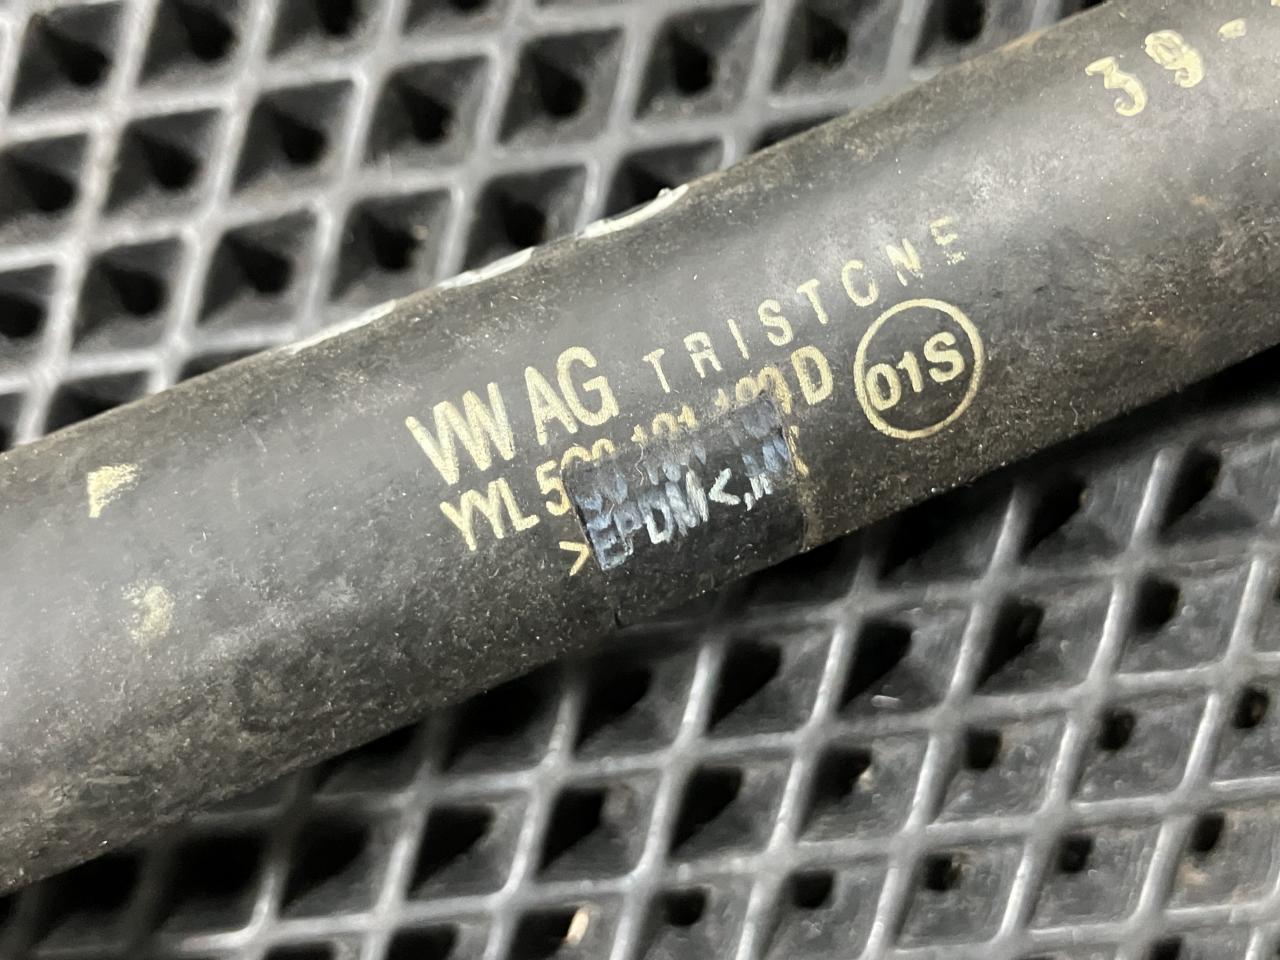 39-
VW AG TRISTONE
YYL D 01S
>EPDM<